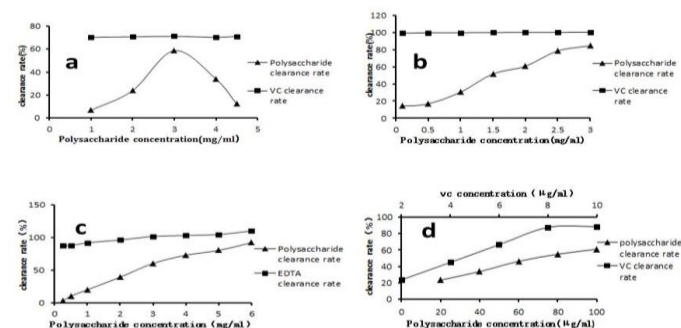 80
60
40
20
0
clearance rate(%)
a
0 1 2 3 4 5
Polysaccharide concentration(mg/ml)
Polysaccharide
clearance rate
VC clearance
rate
120
100
80
60
40
20
0
clearance rate(%)
b
0 0.5 1 1.5 2 2.5 3
Polysaccharide concentration(mg/ml)
Polysaccharide
clearance rate
VC clearance
rate
150
100
50
0
clearance rate (%)
c
0 1 2 3 4 5 6
Polysaccharide concentration (mg/ml)
Polysaccharide
clearance rate
EDTA
clearance rate
vc concentration ( μg/ml)
2 4 6 8 10
100
80
60
40
20
0
clearance rate (%)
d
0 20 40 60 80 100
Polysaccharide concentration (μg/ml)
polysaccharide
clearance rate
VC clearance
rate